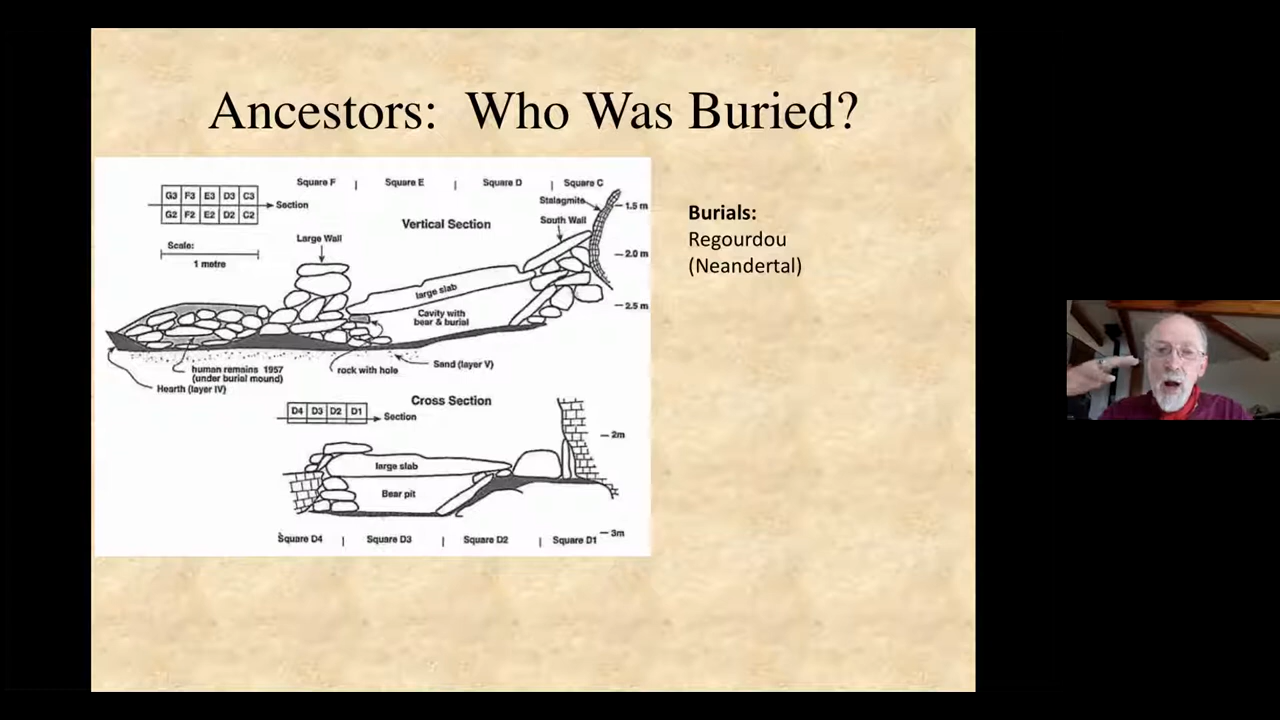 Ancestors: Who Was Buried?
Square F | Square E | Square D | Square C
G3 F3 E3 D3 C3
Section
G2 F2 E2 D2 C2
Stalagmite
1.5 m
South Wall
Vertical Section
Large Wall
Scale:
1 metre
2.0 m
large slab
2.5 m
Cavity with
bear & burial
Sand (layer V)
rock with hole
human remains 1957
(under burial mound)
Hearth (layer IV)
Cross Section
D4 D3 D2 D1
Section
2m
large slab
Bear pit
3m
Square D4 | Square D3 | Square D2 | Square D1
Burials:
Regourdou
(Neandertal)